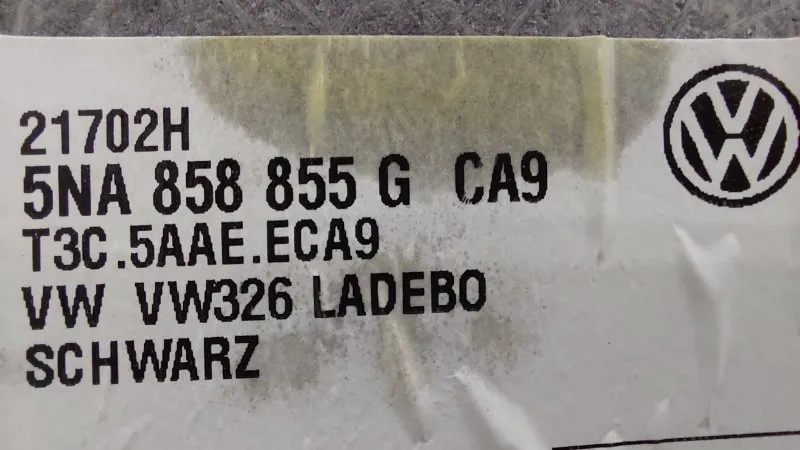 21702H
5NA 858 855 G CA9
T3C.5AAE.ECA9
VW VW326 LADEBO
SCHWARZ